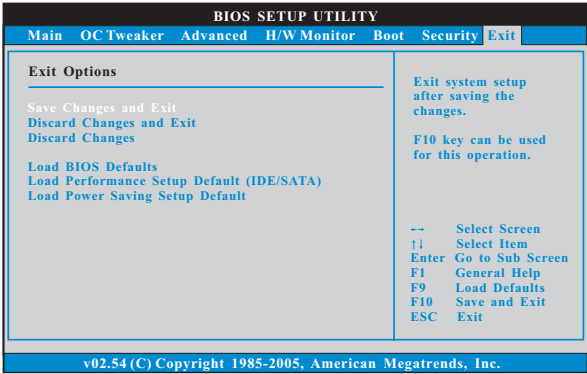 BIOS SETUP UTILITY
Main OC Tweaker Advanced H/W Monitor Boot Security Exit
Exit Options
Save Changes and Exit
Discard Changes and Exit
Discard Changes
Load BIOS Defaults
Load Performance Setup Default (IDE/SATA)
Load Power Saving Setup Default
Exit system setup
after saving the
changes.
F10 key can be used
for this operation.
←→ Select Screen
↑↓ Select Item
Enter Go to Sub Screen
F1 General Help
F9 Load Defaults
F10 Save and Exit
ESC Exit
v02.54 (C) Copyright 1985-2005, American Megatrends, Inc.